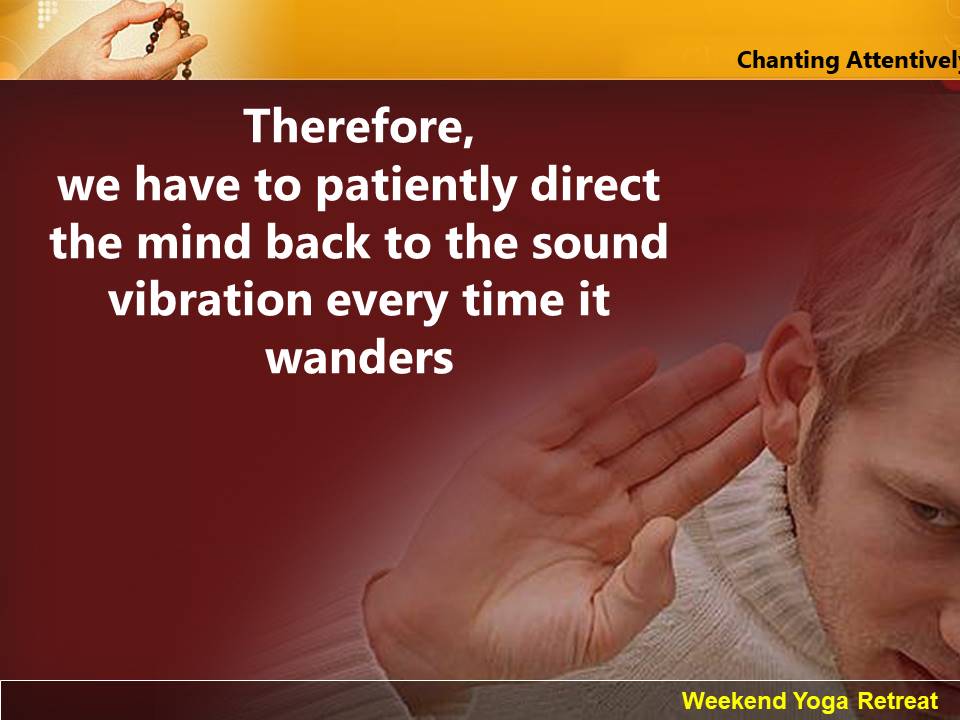 Chanting Attentively
Therefore,
we have to patiently direct
the mind back to the sound
vibration every time it
wanders
Weekend Yoga Retreat